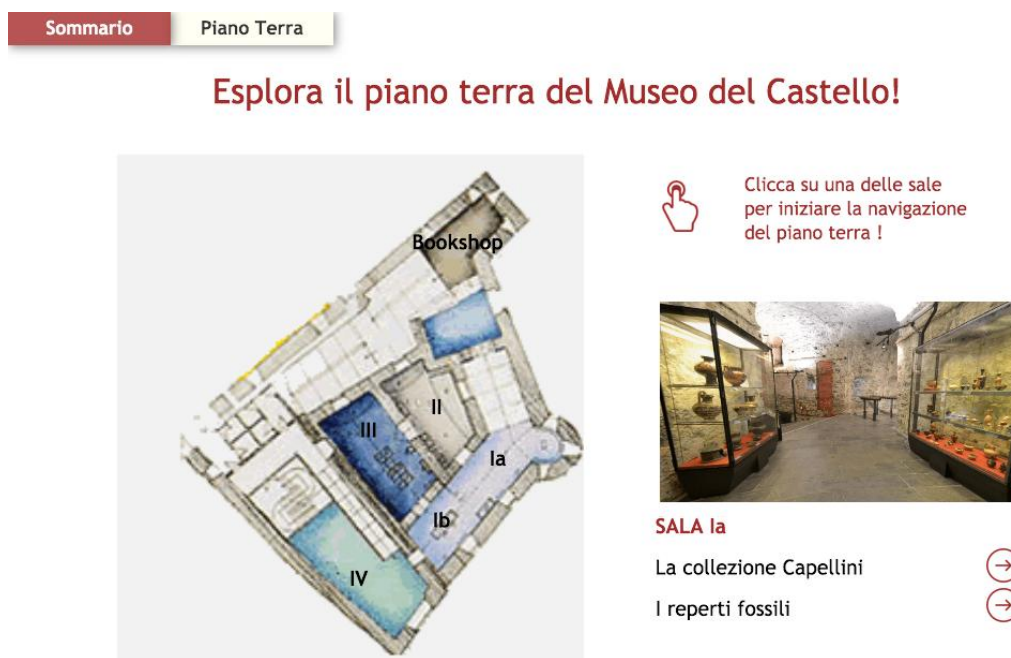 Sommario
Piano Terra
Esplora il piano terra del Museo del Castello!
Bookshop
II
III
Ia
Ib
IV
Clicca su una delle sale
per iniziare la navigazione
del piano terra !
SALA Ia
La collezione Capellini
I reperti fossili